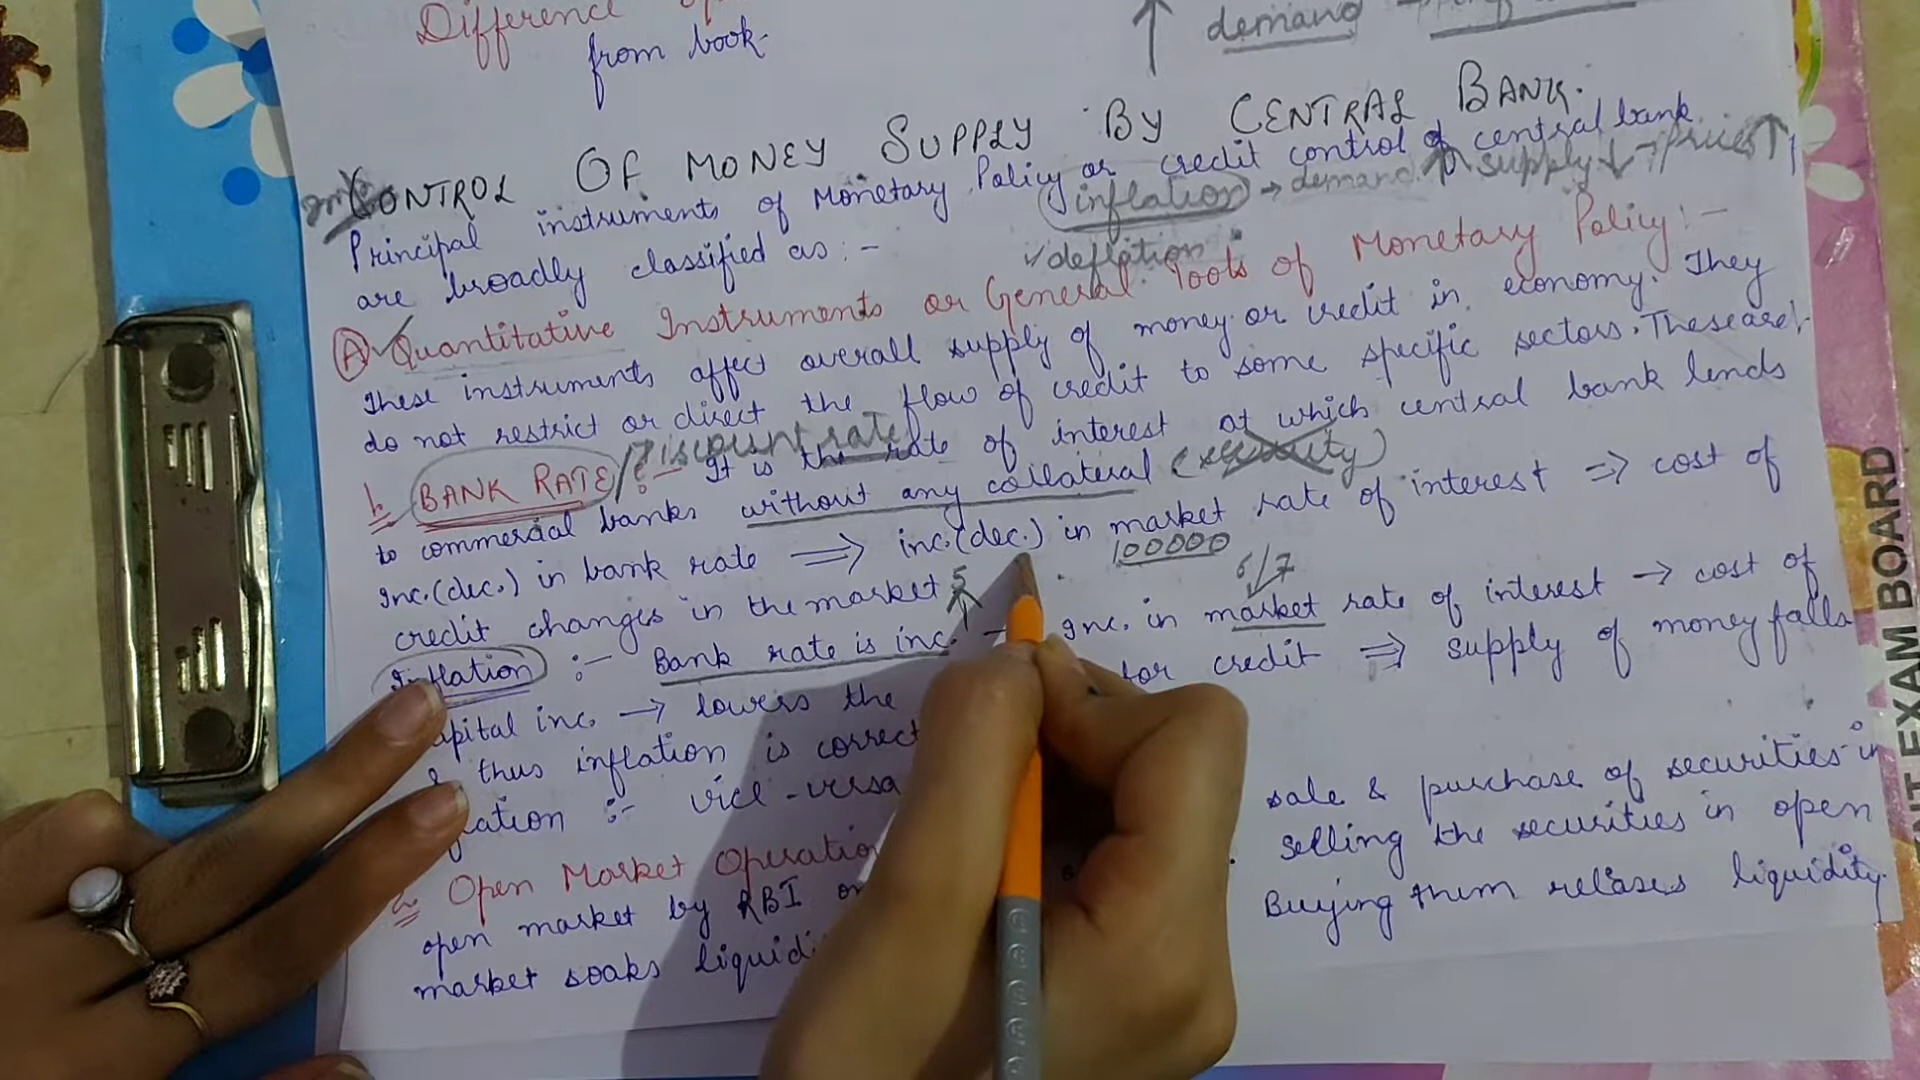 Difference
from book
demand
CONTROL OF MONEY SUPPLY BY CENTRAL BANK.
Principal instruments of Monetary Policy or credit control of central bank
inflation → demand ↑ supply ↓ → prices ↑
are broadly classified as :-
✓deflation
(A) Quantitative Instruments or General Tools of Monetary Policy :-
These instruments affect overall supply of money or credit in economy. They
do not restrict or direct the flow of credit to some specific sectors. These are
1. BANK RATE / Discount rate :- It is the rate of interest at which central bank lends
to commercial banks without any collateral (security)
Inc.(dec.) in bank rate ⇒ inc.(dec.) in market rate of interest ⇒ cost of
100000
credit changes in the market
5
6/7
Inflation :- Bank rate is inc. Inc. in market rate of interest → cost of
capital inc. → lowers the for credit ⇒ supply of money falls
& thus inflation is correct
flation :- vice-versa
2. Open Market Operatio sale & purchase of securities in
open market by RBI on selling the securities in open
market soaks liquidi Buying them releases liquidity.
NT EXAM BOARD